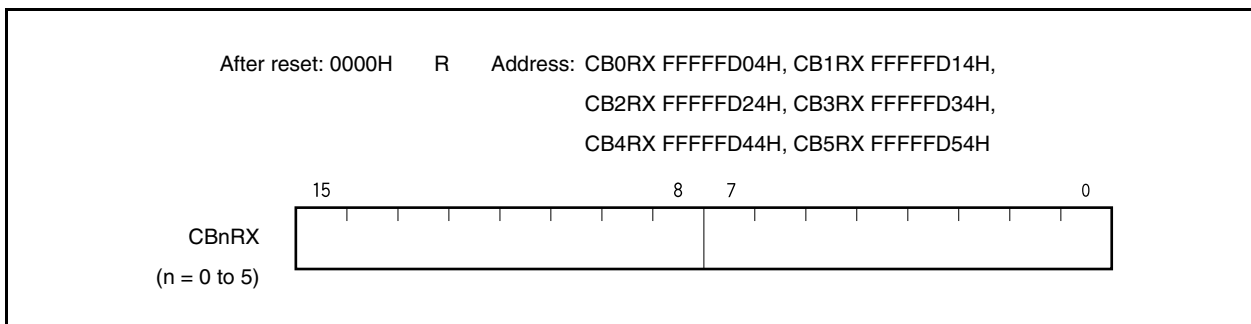 After reset: 0000H R Address: CB0RX FFFFFD04H, CB1RX FFFFFD14H,
CB2RX FFFFFD24H, CB3RX FFFFFD34H,
CB4RX FFFFFD44H, CB5RX FFFFFD54H
15 8 7 0
CBnRX
(n = 0 to 5)